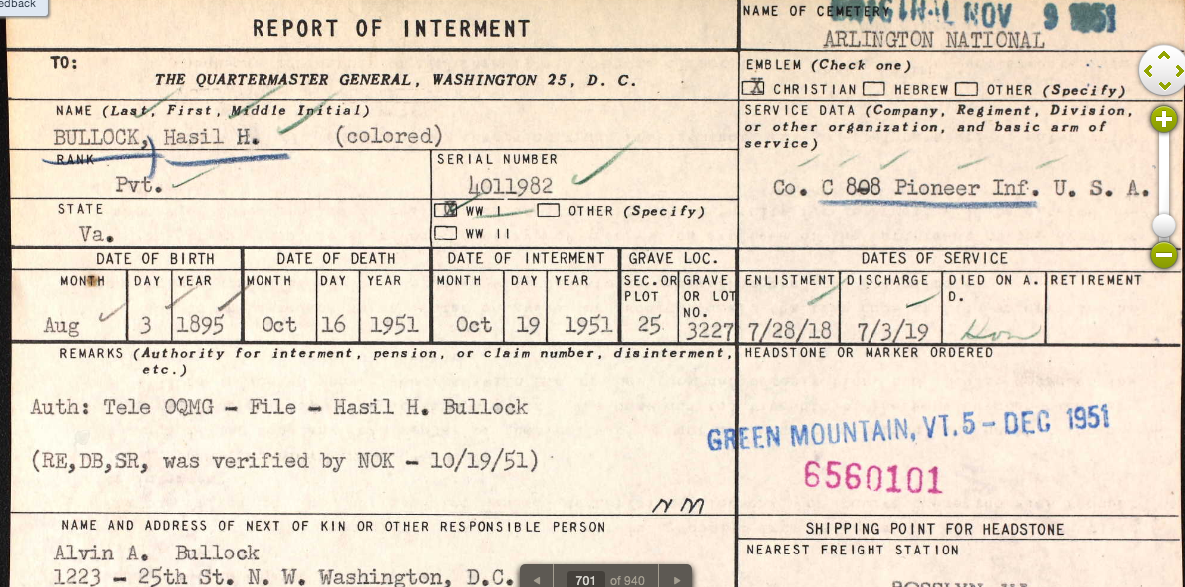 edback
REPORT OF INTERMENT
NAME OF CEMETERY
ORIGINAL NOV 9 1951
ARLINGTON NATIONAL
TO:
THE QUARTERMASTER GENERAL, WASHINGTON 25, D. C.
EMBLEM (Check one)
X CHRISTIAN HEBREW OTHER (Specify)
NAME (Last, First, Middle Initial)
BULLOCK, Hasil H. (colored)
SERVICE DATA (Company, Regiment, Division, or other organization, and basic arm of service)
Co. C 808 Pioneer Inf. U. S. A.
RANK
Pvt.
SERIAL NUMBER
4011982
STATE
Va.
X WW I OTHER (Specify)
WW II
DATE OF BIRTH DATE OF DEATH DATE OF INTERMENT GRAVE LOC. DATES OF SERVICE
MONTH DAY YEAR MONTH DAY YEAR MONTH DAY YEAR SEC. OR PLOT GRAVE OR LOT NO. ENLISTMENT DISCHARGE DIED ON A. D. RETIREMENT
Aug 3 1895 Oct 16 1951 Oct 19 1951 25 3227 7/28/18 7/3/19 Hon
REMARKS (Authority for interment, pension, or claim number, disinterment, etc.)
Auth: Tele OQMG - File - Hasil H. Bullock
(RE,DB,SR, was verified by NOK - 10/19/51)
NM
HEADSTONE OR MARKER ORDERED
GREEN MOUNTAIN, VT. 5 - DEC 1951
6560101
NAME AND ADDRESS OF NEXT OF KIN OR OTHER RESPONSIBLE PERSON
Alvin A. Bullock
1223 - 25th St. N. W. Washington, D.C.
SHIPPING POINT FOR HEADSTONE
NEAREST FREIGHT STATION
701 of 940